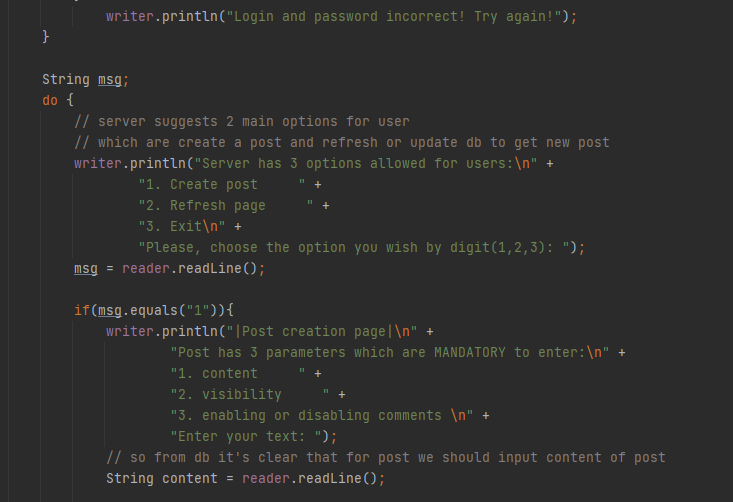 writer.println("Login and password incorrect! Try again!");
}
String msg;
do {
// server suggests 2 main options for user
// which are create a post and refresh or update db to get new post
writer.println("Server has 3 options allowed for users:\n" +
"1. Create post     " +
"2. Refresh page     " +
"3. Exit\n" +
"Please, choose the option you wish by digit(1,2,3): ");
msg = reader.readLine();
if(msg.equals("1")){
writer.println("|Post creation page|\n" +
"Post has 3 parameters which are MANDATORY to enter:\n" +
"1. content     " +
"2. visibility     " +
"3. enabling or disabling comments \n" +
"Enter your text: ");
// so from db it's clear that for post we should input content of post
String content = reader.readLine();